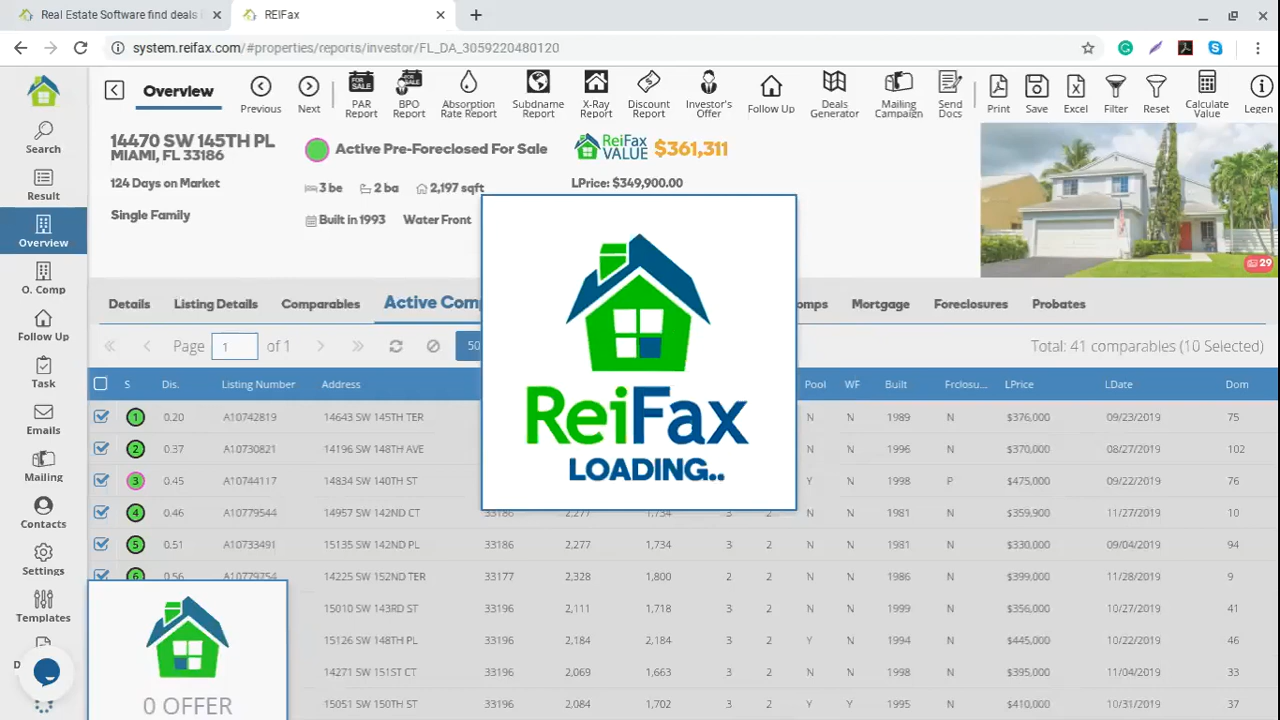 Real Estate Software find deals
REIFax
system.reifax.com/#properties/reports/investor/FL_DA_3059220480120
Overview
Previous
Next
PAR Report
BPO Report
Absorption Rate Report
Subdname Report
X-Ray Report
Discount Report
Investor's Offer
Follow Up
Deals Generator
Mailing Campaign
Send Docs
Print
Save
Excel
Filter
Reset
Calculate Value
Legen
Search
Result
Overview
O. Comp
Follow Up
Task
Emails
Mailing
Contacts
Settings
Templates
D
14470 SW 145TH PL
MIAMI, FL 33186
124 Days on Market
Single Family
Active Pre-Foreclosed For Sale
3 be 2 ba 2,197 sqft
Built in 1993 Water Front
ReiFax VALUE $361,311
LPrice: $349,900.00
29
Details Listing Details Comparables Active Comp omps Mortgage Foreclosures Probates
Page 1 of 1 50 Total: 41 comparables (10 Selected)
S Dis. Listing Number Address Pool WF Built Frclosu... LPrice LDate Dom
1 0.20 A10742819 14643 SW 145TH TER N N 1989 N $376,000 09/23/2019 75
2 0.37 A10730821 14196 SW 148TH AVE N N 1996 N $370,000 08/27/2019 102
3 0.45 A10744117 14834 SW 140TH ST Y N 1998 P $475,000 09/22/2019 76
4 0.46 A10779544 14957 SW 142ND CT 33186 2,277 1,734 3 2 N N 1981 N $359,900 11/27/2019 10
5 0.51 A10733491 15135 SW 142ND PL 33186 2,277 1,734 3 2 N N 1981 N $330,000 09/04/2019 94
6 0.56 A10779754 14225 SW 152ND TER 33177 2,328 1,800 2 2 N N 1986 N $399,000 11/28/2019 9
15010 SW 143RD ST 33196 2,111 1,718 3 2 N N 1999 N $356,000 10/27/2019 41
15126 SW 148TH PL 33196 2,184 2,184 3 2 Y N 1994 N $445,000 10/22/2019 46
14271 SW 151ST CT 33196 2,069 1,663 3 2 N N 1998 N $395,000 11/04/2019 33
15051 SW 150TH ST 33196 2,084 1,702 3 2 Y Y 1995 N $410,000 10/31/2019 37
ReiFax
LOADING..
0 OFFER